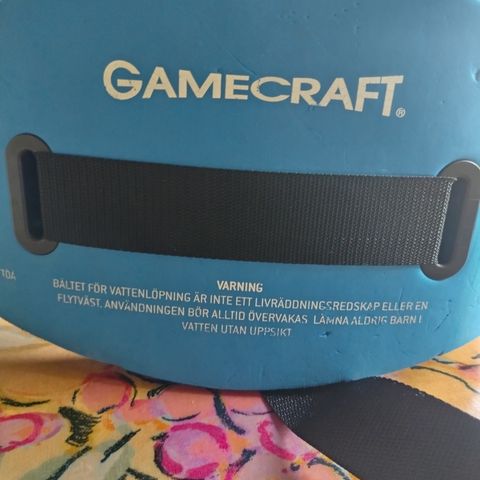 GAMECRAFT®
VARNING
BÄLTET FÖR VATTENLÖPNING ÄR INTE ETT LIVRÄDDNINGSREDSKAP ELLER EN
FLYTVÄST. ANVÄNDNINGEN BÖR ALLTID ÖVERVAKAS. LÄMNA ALDRIG BARN I
VATTEN UTAN UPPSIKT.